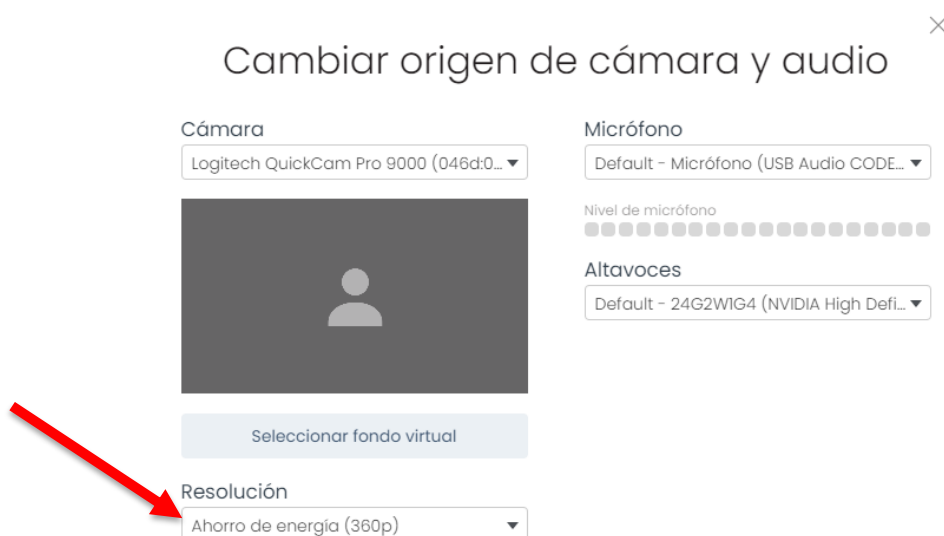 Cambiar origen de cámara y audio
Cámara
Logitech QuickCam Pro 9000 (046d:0...
Seleccionar fondo virtual
Resolución
Ahorro de energía (360p)
Micrófono
Default - Micrófono (USB Audio CODE...
Nivel de micrófono
Altavoces
Default - 24G2W1G4 (NVIDIA High Defi...